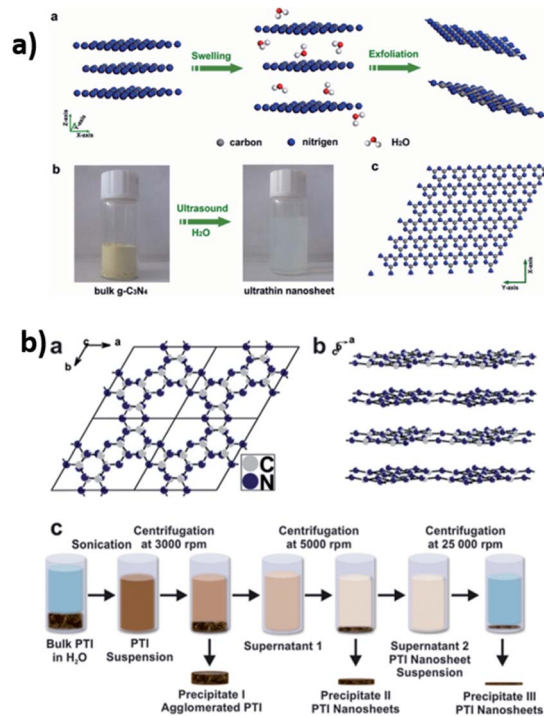 a)
a
Swelling
Exfoliation
Z-axis
Y-axis
X-axis
carbon
nitrigen
H₂O
b
Ultrasound
H₂O
bulk g-C₃N₄
ultrathin nanosheet
c
X-axis
Y-axis
b)
a
c
a
b
C
N
b
a
c
c
Sonication
Centrifugation
at 3000 rpm
Centrifugation
at 5000 rpm
Centrifugation
at 25 000 rpm
Bulk PTI
in H₂O
PTI
Suspension
Supernatant 1
Supernatant 2
PTI Nanosheet
Suspension
Precipitate I
Agglomerated PTI
Precipitate II
PTI Nanosheets
Precipitate III
PTI Nanosheets